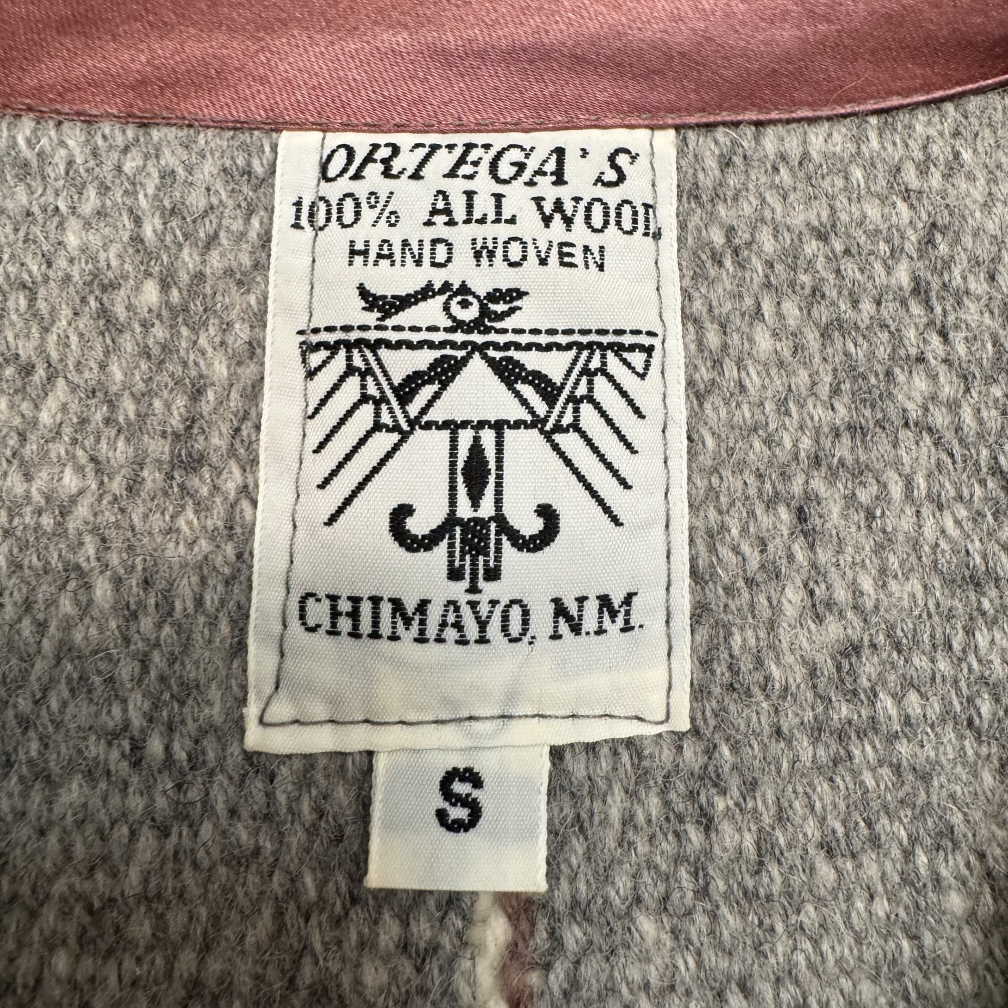 ORTEGA'S
100% ALL WOOL
HAND WOVEN
CHIMAYO, N.M.
S